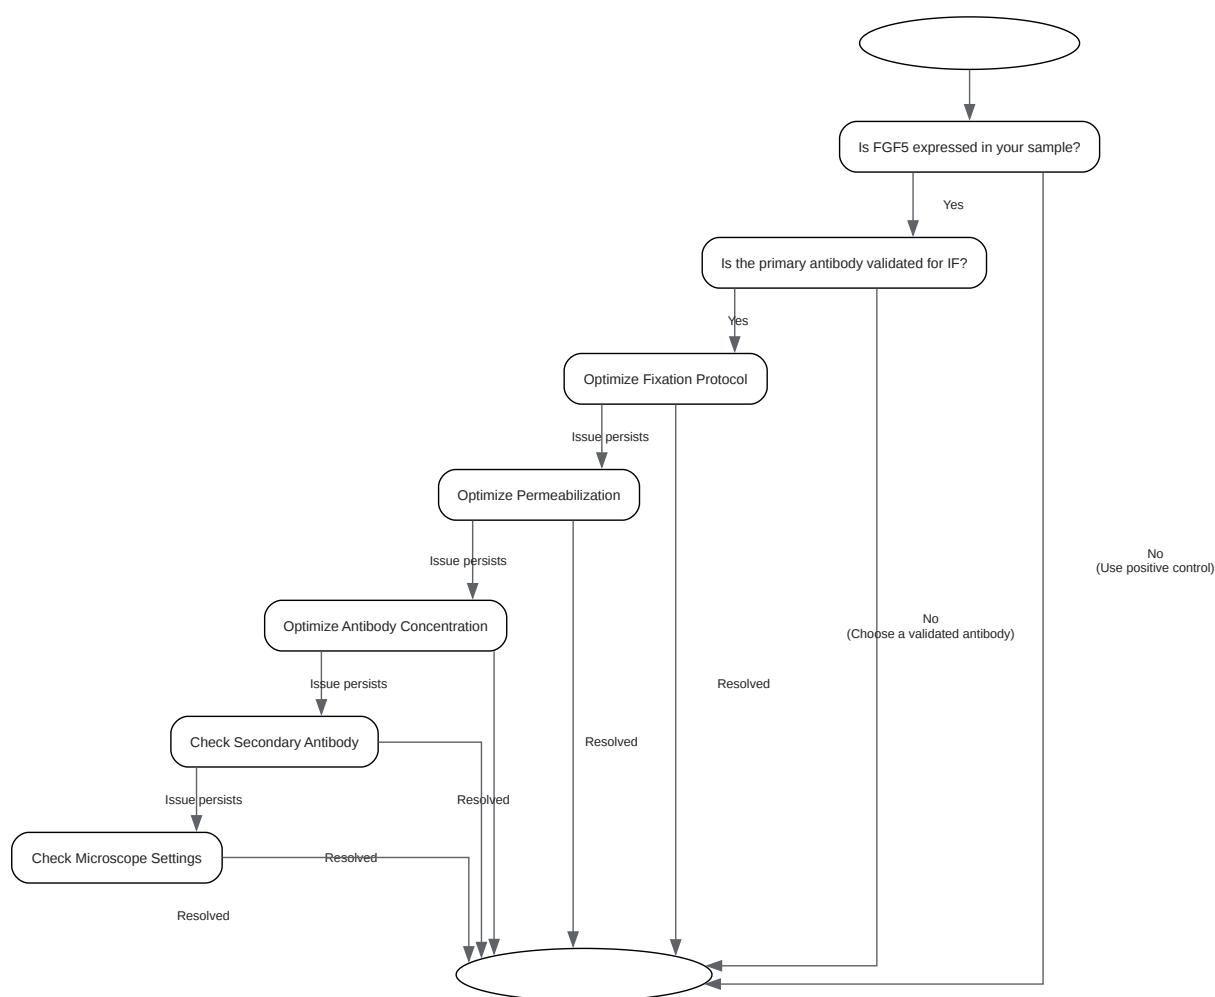 Is FGF5 expressed in your sample?
Yes
Is the primary antibody validated for IF?
Yes
Optimize Fixation Protocol
Issue persists
Optimize Permeabilization
No
(Use positive control)
Issue persists
No
(Choose a validated antibody)
Optimize Antibody Concentration
Issue persists
Resolved
Check Secondary Antibody
Resolved
Issue persists
Resolved
Check Microscope Settings
Resolved
Resolved